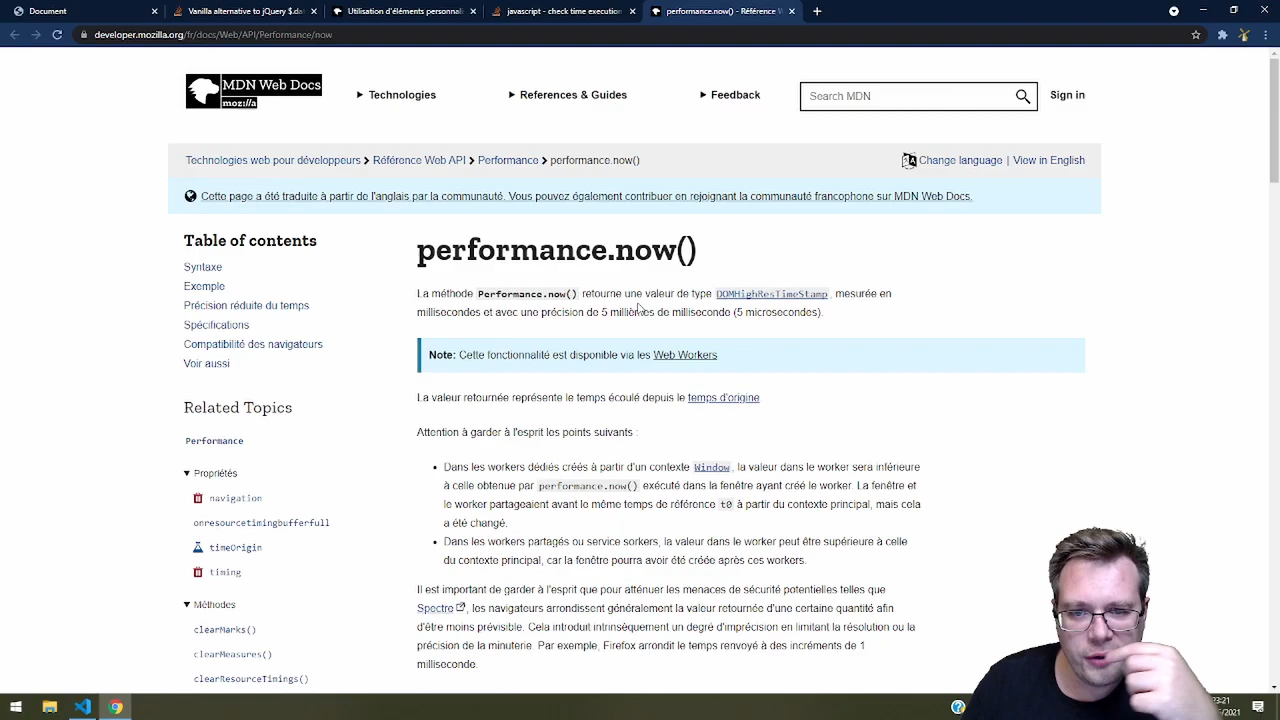 Document
Vanilla alternative to jQuery $.dat
Utilisation d'éléments personnal
javascript - check time execution
performance.now() - Référence W
developer.mozilla.org/fr/docs/Web/API/Performance/now
MDN Web Docs
moz://a
Technologies
References & Guides
Feedback
Search MDN
Sign in
Technologies web pour développeurs
Référence Web API
Performance
performance.now()
Change language | View in English
Cette page a été traduite à partir de l'anglais par la communauté. Vous pouvez également contribuer en rejoignant la communauté francophone sur MDN Web Docs.
Table of contents
Syntaxe
Exemple
Précision réduite du temps
Spécifications
Compatibilité des navigateurs
Voir aussi
Related Topics
Performance
Propriétés
navigation
onresourcetimingbufferfull
timeOrigin
timing
Méthodes
clearMarks()
clearMeasures()
clearResourceTimings()
performance.now()
La méthode Performance.now() retourne une valeur de type DOMHighResTimeStamp, mesurée en
millisecondes et avec une précision de 5 millièmes de milliseconde (5 microsecondes).
Note: Cette fonctionnalité est disponible via les Web Workers
La valeur retournée représente le temps écoulé depuis le temps d'origine
Attention à garder à l'esprit les points suivants :
• Dans les workers dédiés créés à partir d'un contexte Window, la valeur dans le worker sera inférieure
à celle obtenue par performance.now() exécuté dans la fenêtre ayant créé le worker. La fenêtre et
le worker partageaient avant le même temps de référence t0 à partir du contexte principal, mais cela
a été changé.
• Dans les workers partagés ou service sorkers, la valeur dans le worker peut être supérieure à celle
du contexte principal, car la fenêtre pourra avoir été créée après ces workers.
Il est important de garder à l'esprit que pour atténuer les menaces de sécurité potentielles telles que
Spectre, les navigateurs arrondissent généralement la valeur retournée d'une certaine quantité afin
d'être moins prévisible. Cela introduit intrinsèquement un degré d'imprécision en limitant la résolution ou la
précision de la minuterie. Par exemple, Firefox arrondit le temps renvoyé à des incréments de 1
milliseconde.